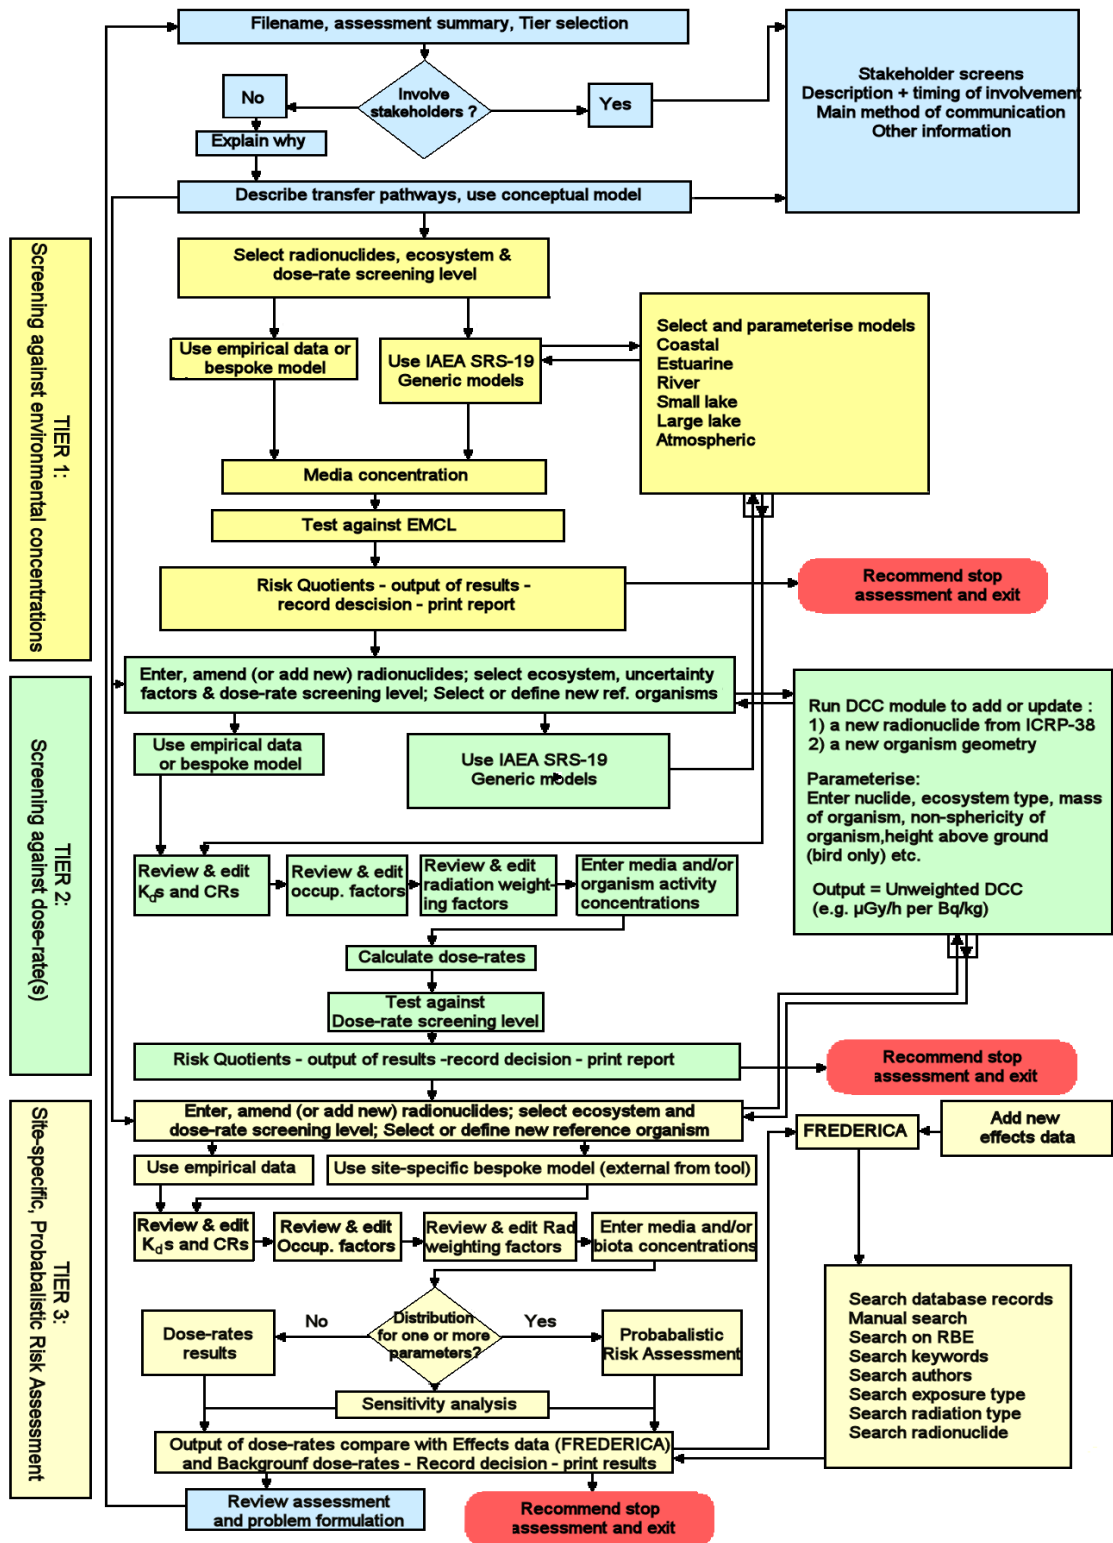 Filename, assessment summary, Tier selection
Involve
stakeholders ?
No
Yes
Explain why
Stakeholder screens
Description + timing of involvement
Main method of communication
Other information
Describe transfer pathways, use conceptual model
TIER 1:
Screening against environmental concentrations
Select radionuclides, ecosystem &
dose-rate screening level
Use empirical data or
bespoke model
Use IAEA SRS-19
Generic models
Select and parameterise models
Coastal
Estuarine
River
Small lake
Large lake
Atmospheric
Media concentration
Test against EMCL
Risk Quotients - output of results -
record descision - print report
Recommend stop
assessment and exit
TIER 2:
Screening against dose-rate(s)
Enter, amend (or add new) radionuclides; select ecosystem, uncertainty
factors & dose-rate screening level; Select or define new ref. organisms
Use empirical data
or bespoke model
Use IAEA SRS-19
Generic models
Run DCC module to add or update :
1) a new radionuclide from ICRP-38
2) a new organism geometry
Parameterise:
Enter nuclide, ecosystem type, mass
of organism, non-sphericity of
organism,height above ground
(bird only) etc.
Output = Unweighted DCC
(e.g. µGy/h per Bq/kg)
Review & edit
Kds and CRs
Review & edit
occup. factors
Review & edit
radiation weight-
ing factors
Enter media and/or
organism activity
concentrations
Calculate dose-rates
Test against
Dose-rate screening level
Risk Quotients - output of results -record decision - print report
Recommend stop
assessment and exit
TIER 3:
Site-specific, Probabalistic Risk Assessment
Enter, amend (or add new) radionuclides; select ecosystem and
dose-rate screening level; Select or define new reference organism
FREDERICA
Add new
effects data
Use empirical data
Use site-specific bespoke model (external from tool)
Review & edit
Kds and CRs
Review & edit
Occup. factors
Review & edit Rad
weighting factors
Enter media and/or
biota concentrations
Distribution
for one or more
parameters?
No
Yes
Dose-rates
results
Probabalistic
Risk Assessment
Sensitivity analysis
Search database records
Manual search
Search on RBE
Search keywords
Search authors
Search exposure type
Search radiation type
Search radionuclide
Output of dose-rates compare with Effects data (FREDERICA)
and Backgrounf dose-rates - Record decision - print results
Review assessment
and problem formulation
Recommend stop
assessment and exit